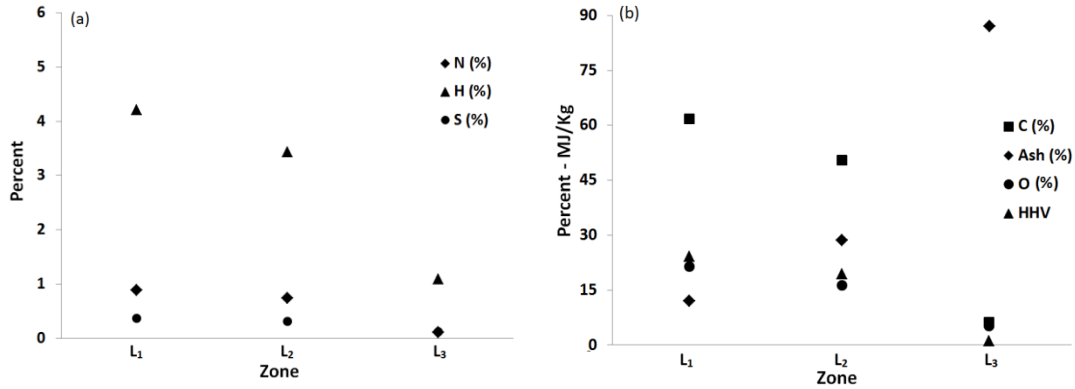 (a)
6
5
4
3
2
1
0
Percent
L₁
L₂
L₃
Zone
N (%)
H (%)
S (%)
(b)
90
75
60
45
30
15
0
Percent - MJ/Kg
L₁
L₂
L₃
Zone
C (%)
Ash (%)
O (%)
HHV